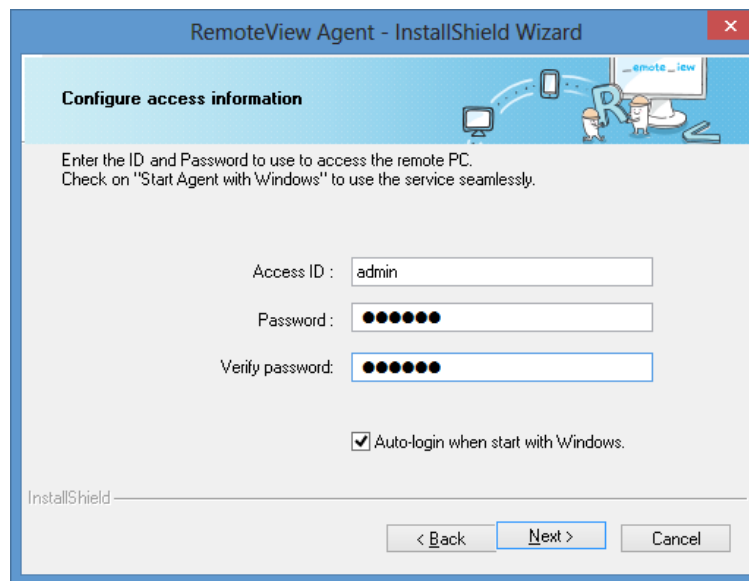 RemoteView Agent - InstallShield Wizard
_emote_iew
Configure access information
R
V
Enter the ID and Password to use to access the remote PC.
Check on "Start Agent with Windows" to use the service seamlessly.
Access ID : admin
Password : ●●●●●●
Verify password: ●●●●●●
Auto-login when start with Windows.
InstallShield
< Back Next > Cancel